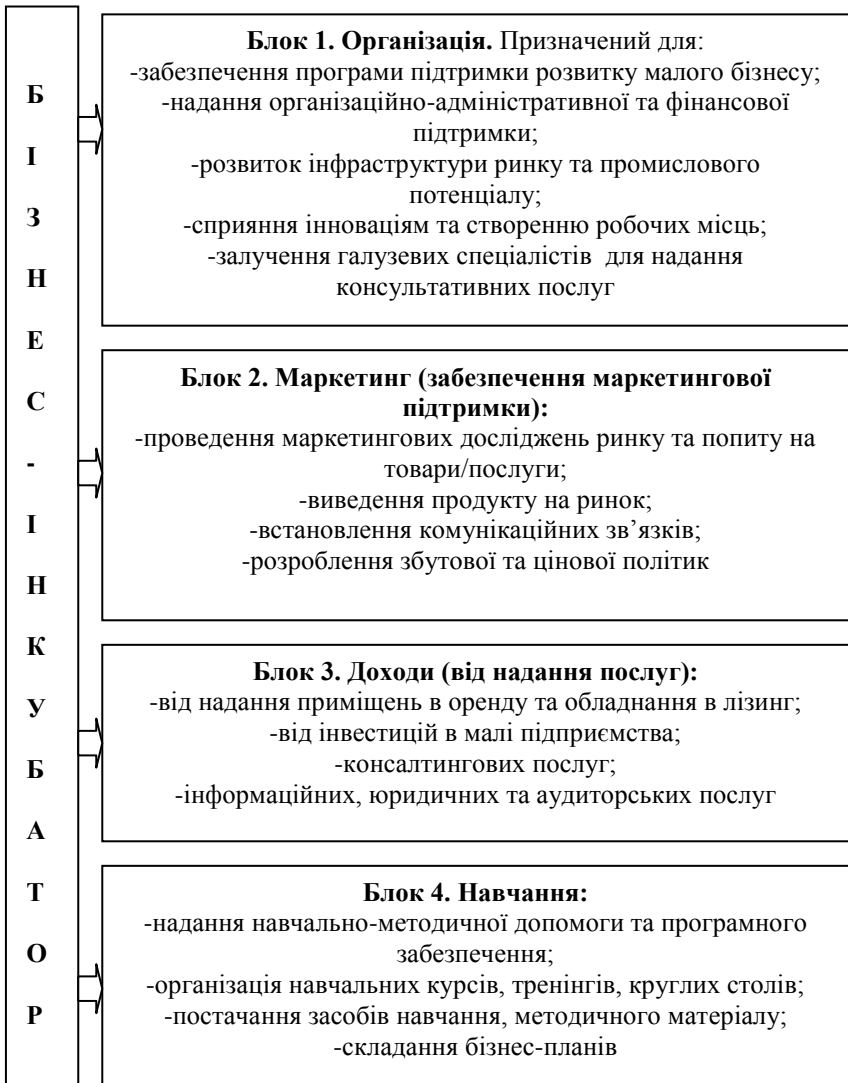 БІЗНЕС-ІНКУБАТОР
Блок 1. Організація. Призначений для:
-забезпечення програми підтримки розвитку малого бізнесу;
-надання організаційно-адміністративної та фінансової
підтримки;
-розвиток інфраструктури ринку та промислового
потенціалу;
-сприяння інноваціям та створенню робочих місць;
-залучення галузевих спеціалістів для надання
консультативних послуг
Блок 2. Маркетинг (забезпечення маркетингової
підтримки):
-проведення маркетингових досліджень ринку та попиту на
товари/послуги;
-виведення продукту на ринок;
-встановлення комунікаційних зв’язків;
-розроблення збутової та цінової політик
Блок 3. Доходи (від надання послуг):
-від надання приміщень в оренду та обладнання в лізинг;
-від інвестицій в малі підприємства;
-консалтингових послуг;
-інформаційних, юридичних та аудиторських послуг
Блок 4. Навчання:
-надання навчально-методичної допомоги та програмного
забезпечення;
-організація навчальних курсів, тренінгів, круглих столів;
-постачання засобів навчання, методичного матеріалу;
-складання бізнес-планів